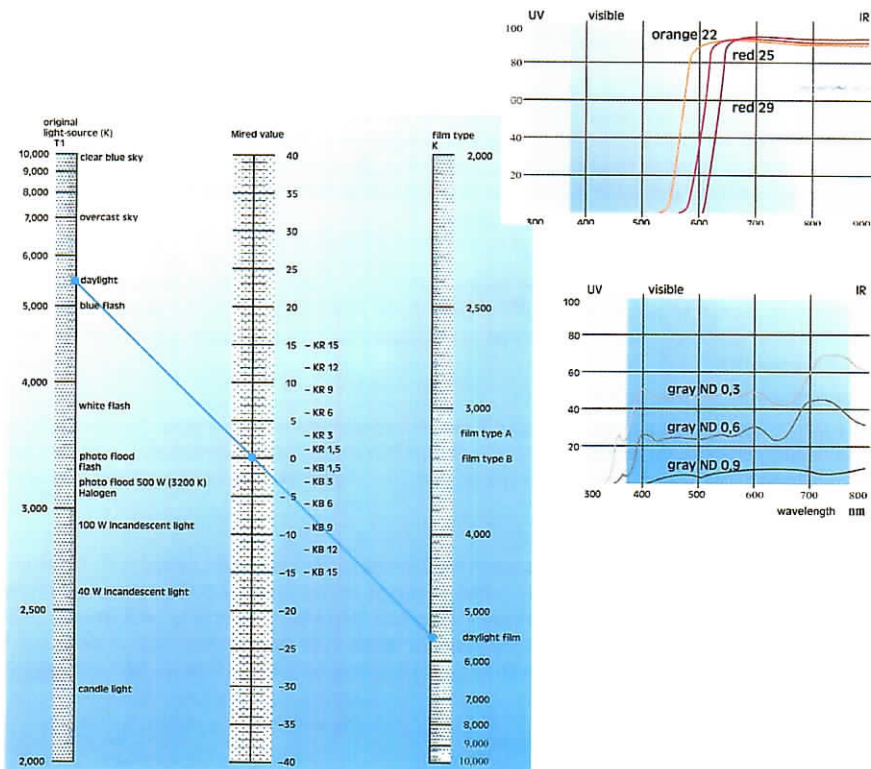 original
light-source (K)
T1
10,000
9,000
8,000
7,000
6,000
5,000
4,000
3,000
2,500
2,000
clear blue sky
overcast sky
daylight
blue flash
white flash
photo flood
flash
photo flood 500 W (3200 K)
Halogen
100 W incandescent light
40 W incandescent light
candle light
Mired value
40
35
30
25
20
15
10
5
0
-5
-10
-15
-20
-25
-30
-35
-40
– KR 15
– KR 12
– KR 9
– KR 6
– KR 3
– KR 1,5
– KB 1,5
– KB 3
– KB 6
– KB 9
– KB 12
– KB 15
film type
K
2,000
2,500
3,000
film type A
film type B
4,000
5,000
daylight film
6,000
7,000
8,000
9,000
10,000
UV visible IR
100
80
60
40
20
orange 22
red 25
red 29
300 400 500 600 700 800 900
UV visible IR
100
80
60
40
20
gray ND 0,3
gray ND 0,6
gray ND 0,9
300 400 500 600 700 800
wavelength nm